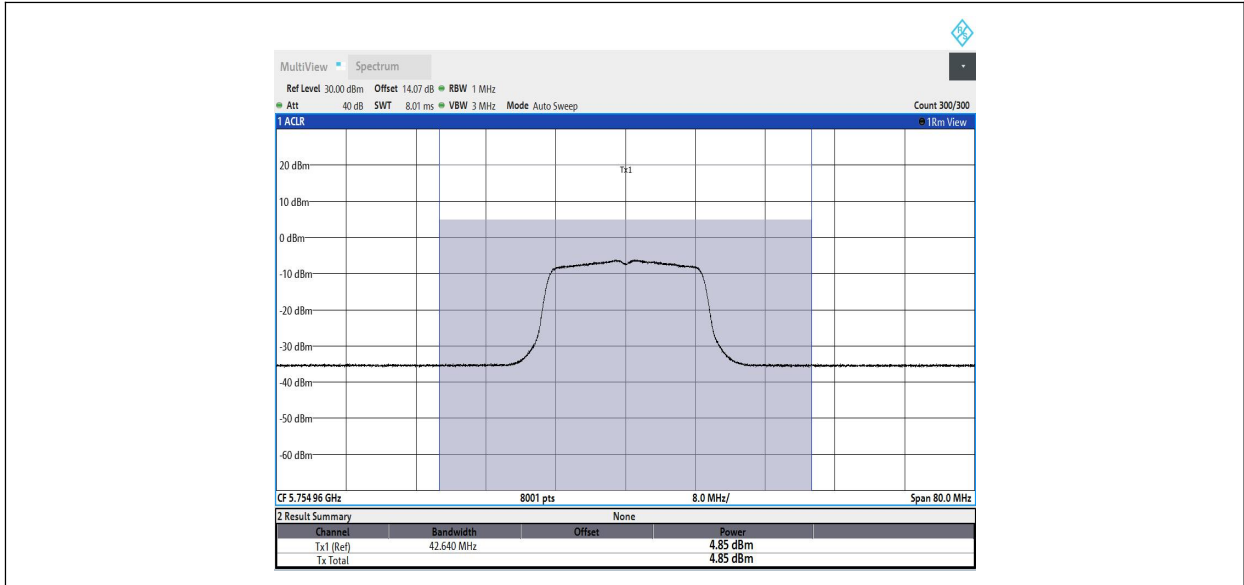 R&S
MultiView Spectrum
Ref Level 30.00 dBm Offset 14.07 dB RBW 1 MHz
Att 40 dB SWT 8.01 ms VBW 3 MHz Mode Auto Sweep Count 300/300
1 ACLR 1Rm View
20 dBm
Tx1
10 dBm
0 dBm
-10 dBm
-20 dBm
-30 dBm
-40 dBm
-50 dBm
-60 dBm
CF 5.754 96 GHz 8001 pts 8.0 MHz/ Span 80.0 MHz
2 Result Summary None
Channel Bandwidth Offset Power
Tx1 (Ref) 42.640 MHz 4.85 dBm
Tx Total 4.85 dBm